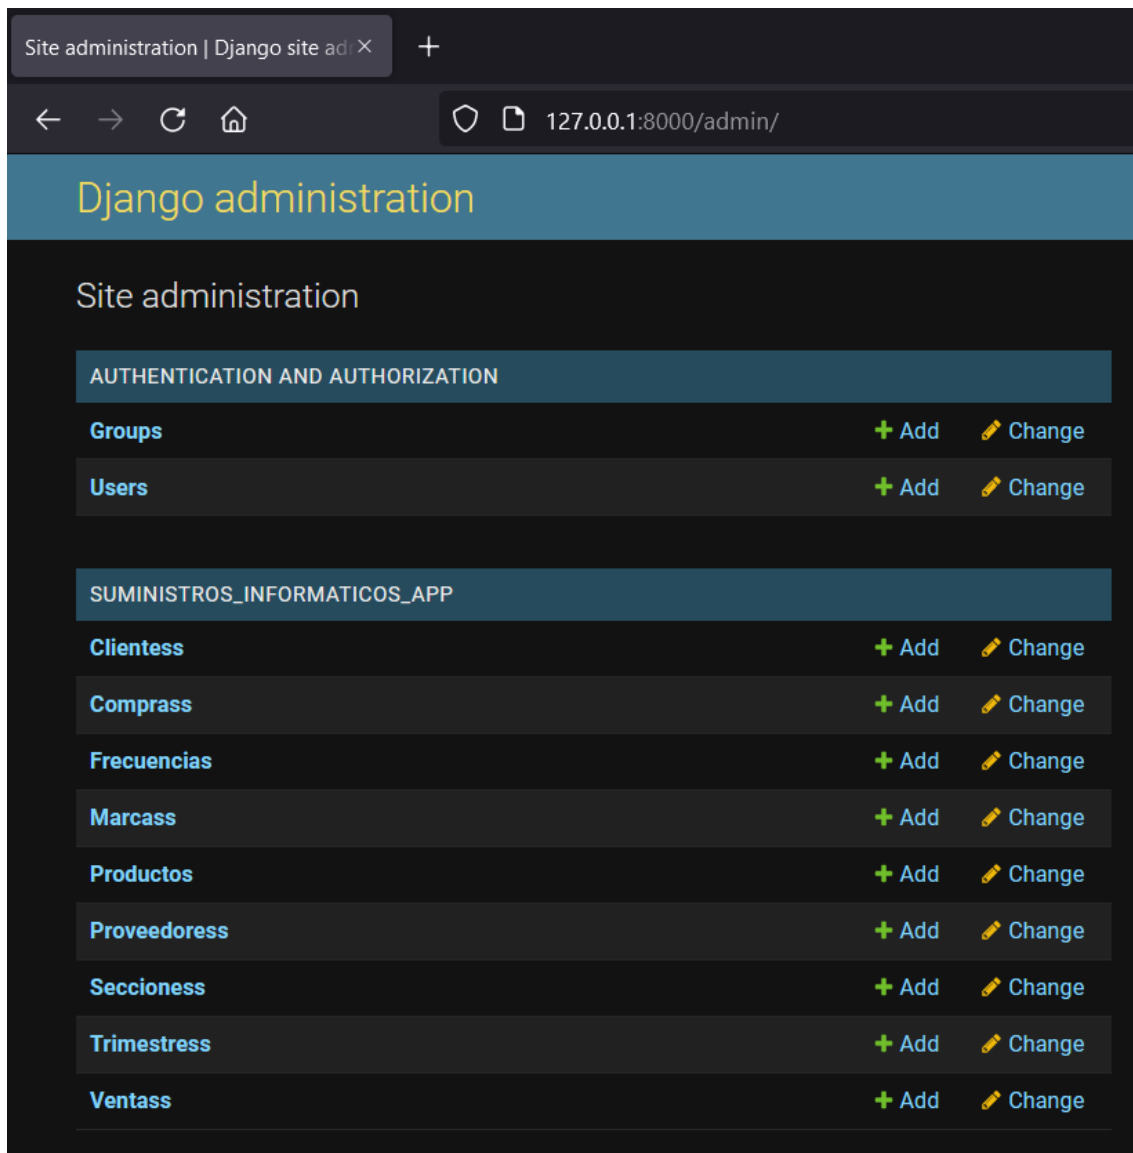 Site administration | Django site ad
127.0.0.1:8000/admin/
Django administration
Site administration
AUTHENTICATION AND AUTHORIZATION
Groups Add Change
Users Add Change
SUMINISTROS_INFORMATICOS_APP
Clientess Add Change
Comprass Add Change
Frecuencias Add Change
Marcass Add Change
Productos Add Change
Proveedoress Add Change
Seccioness Add Change
Trimestress Add Change
Ventass Add Change